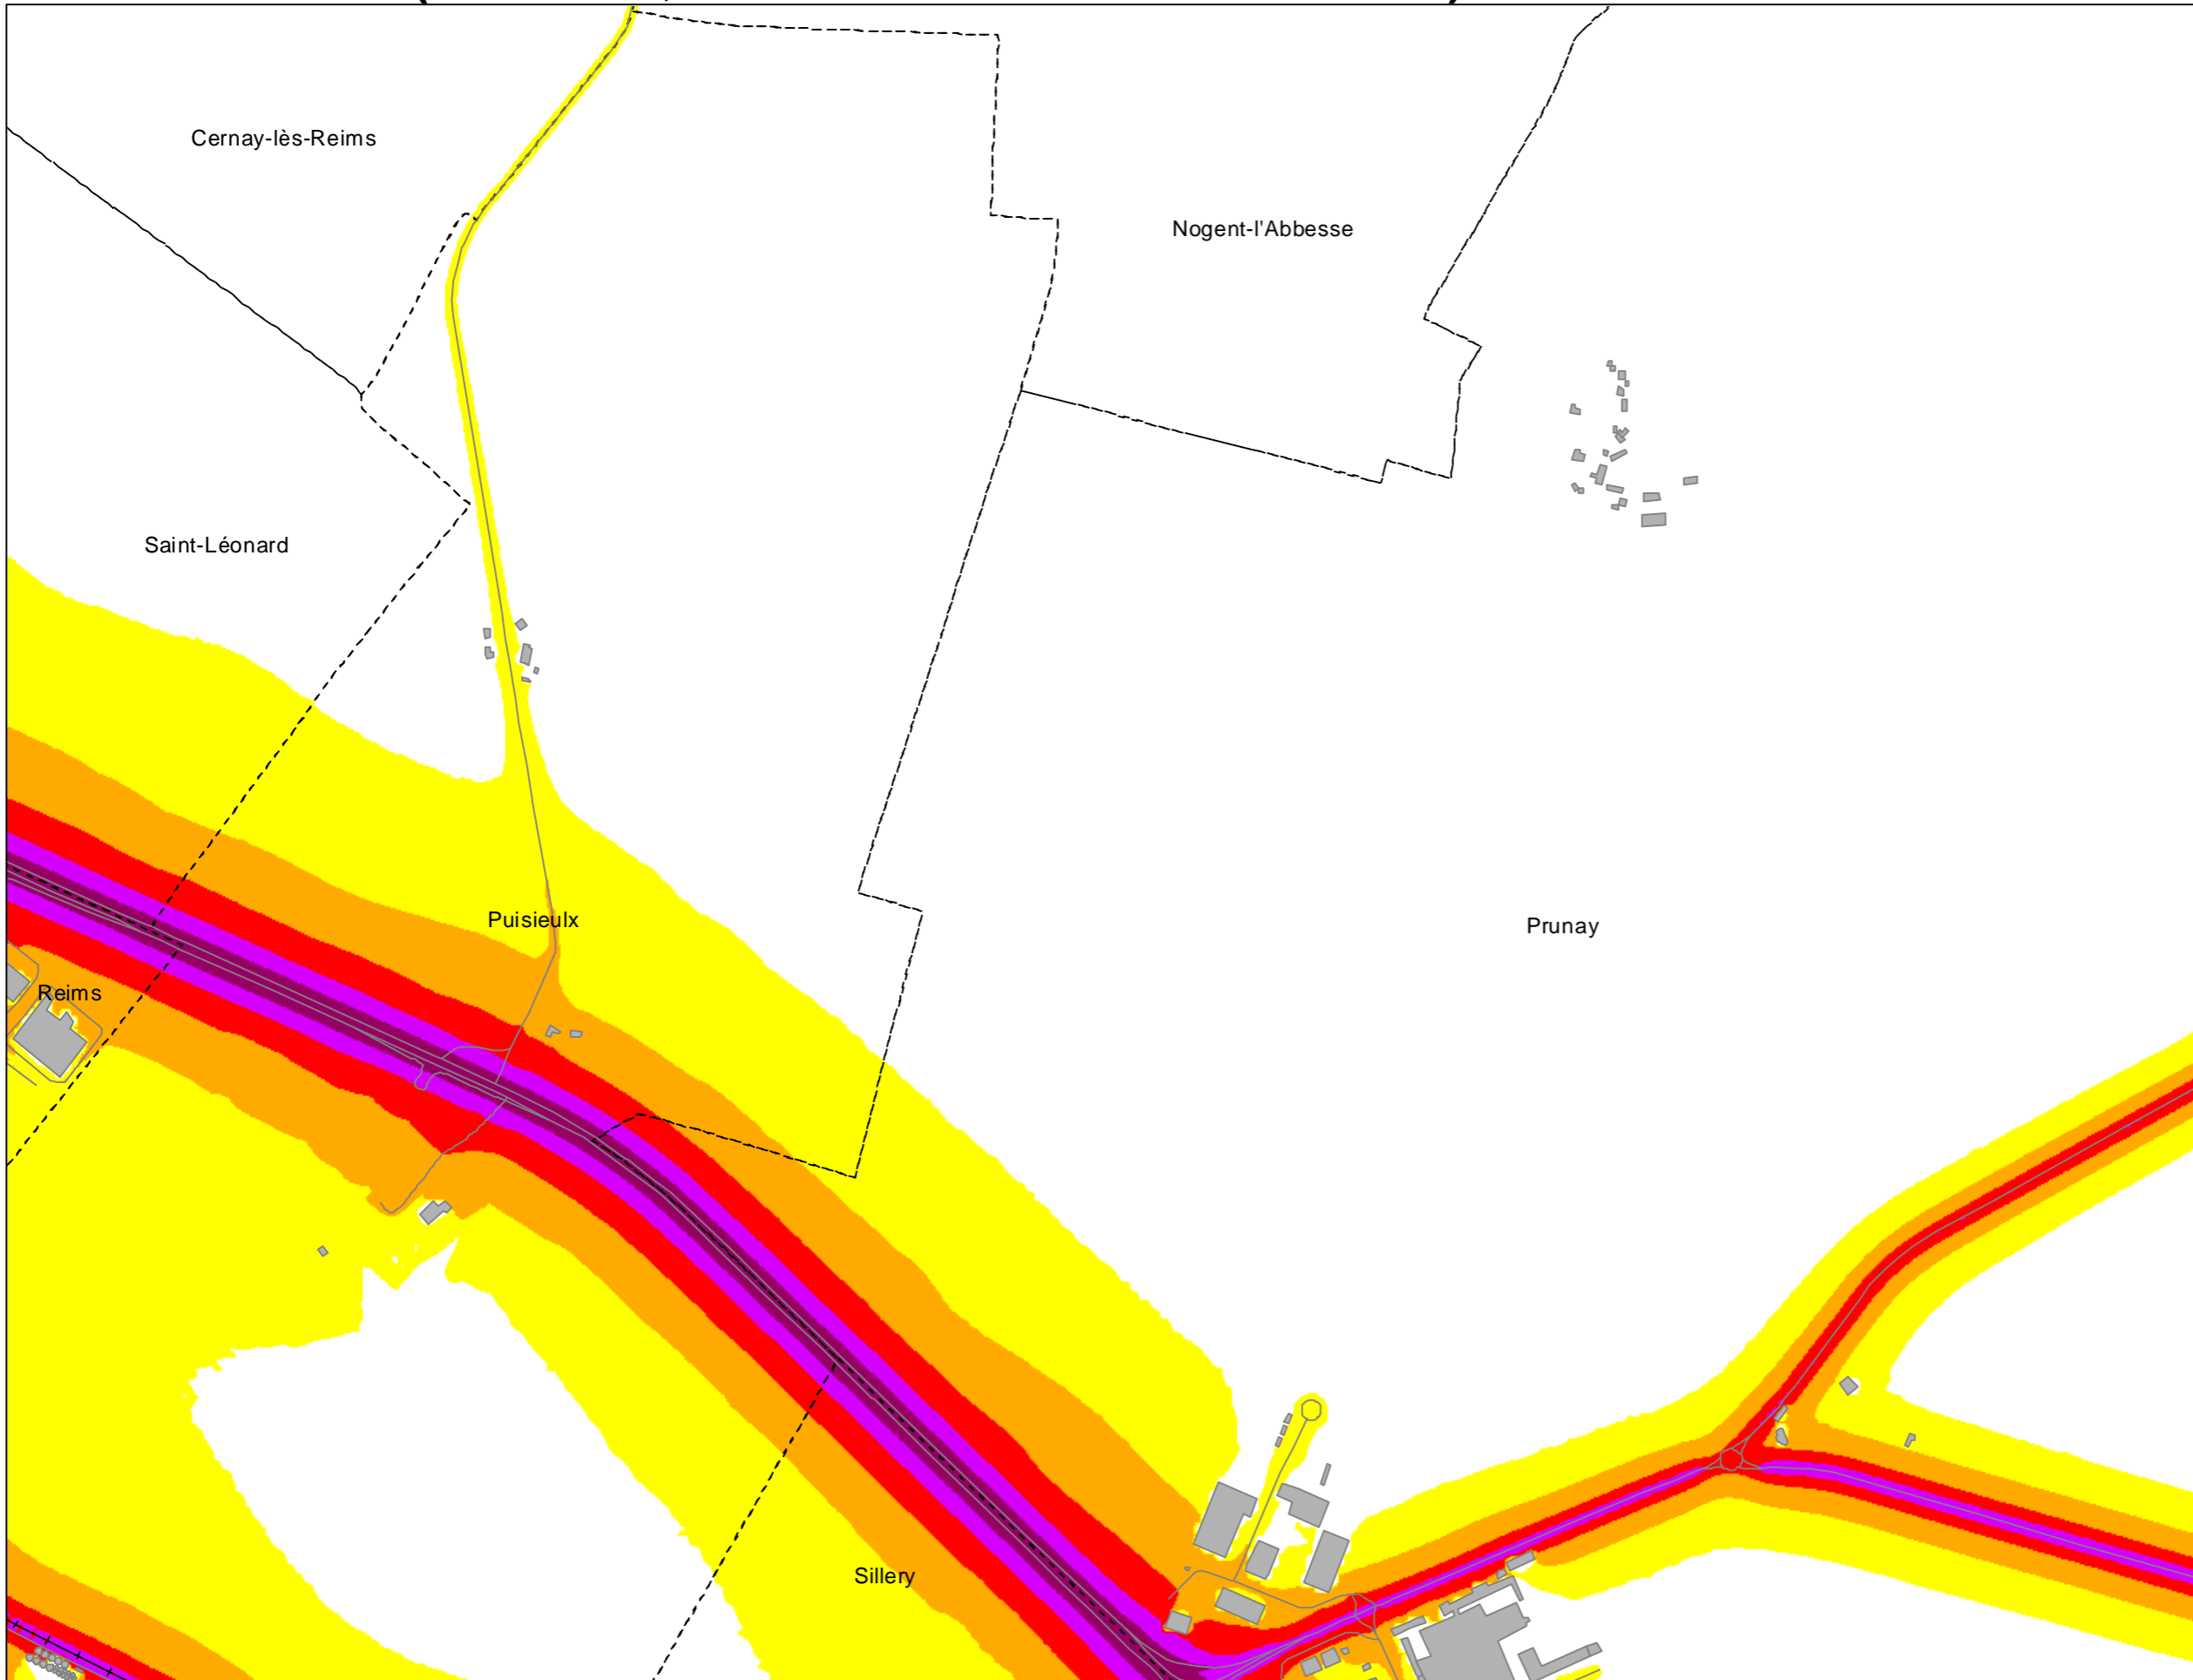 Cernay-lès-Reims
Nogent-l'Abbesse
Saint-Léonard
Puisieulx
Prunay
Reims
Sillery